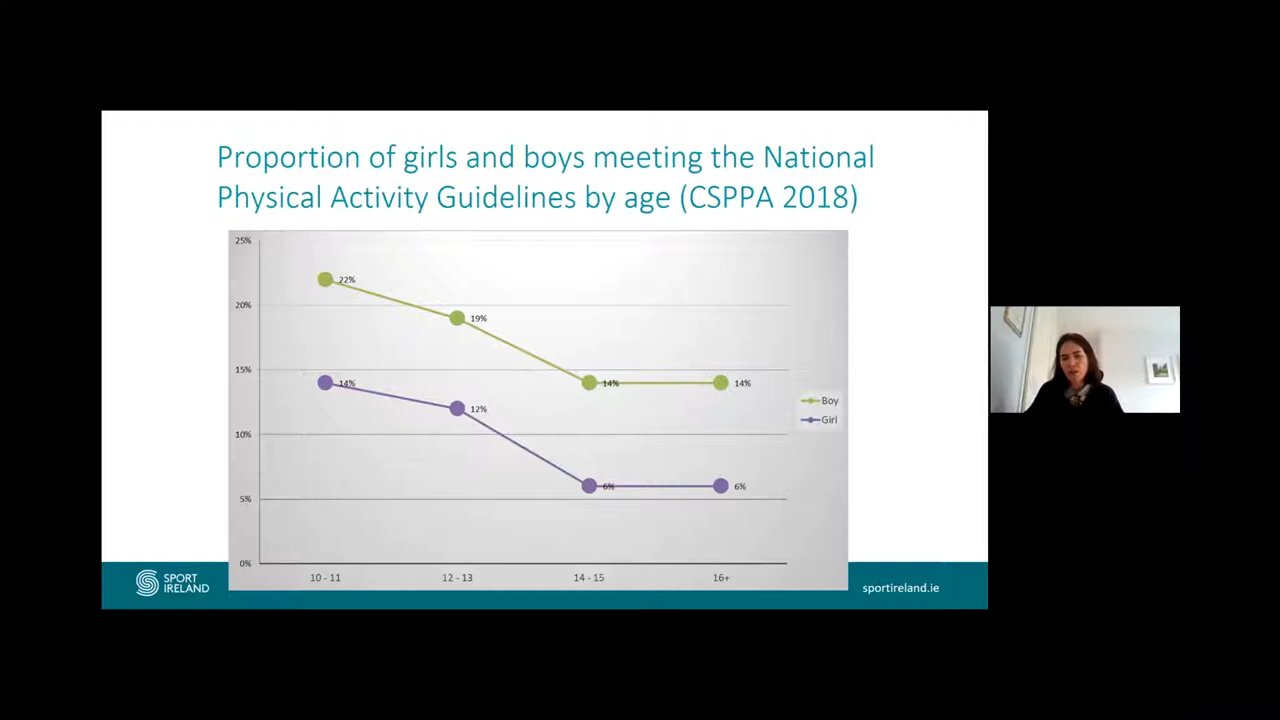 Proportion of girls and boys meeting the National
Physical Activity Guidelines by age (CSPPA 2018)
25%
22%
20%
19%
15%
14%
14%
14%
12%
Boy
Girl
10%
6%
6%
5%
0%
10 - 11
12 - 13
14 - 15
16+
SPORT
IRELAND
sportireland.ie